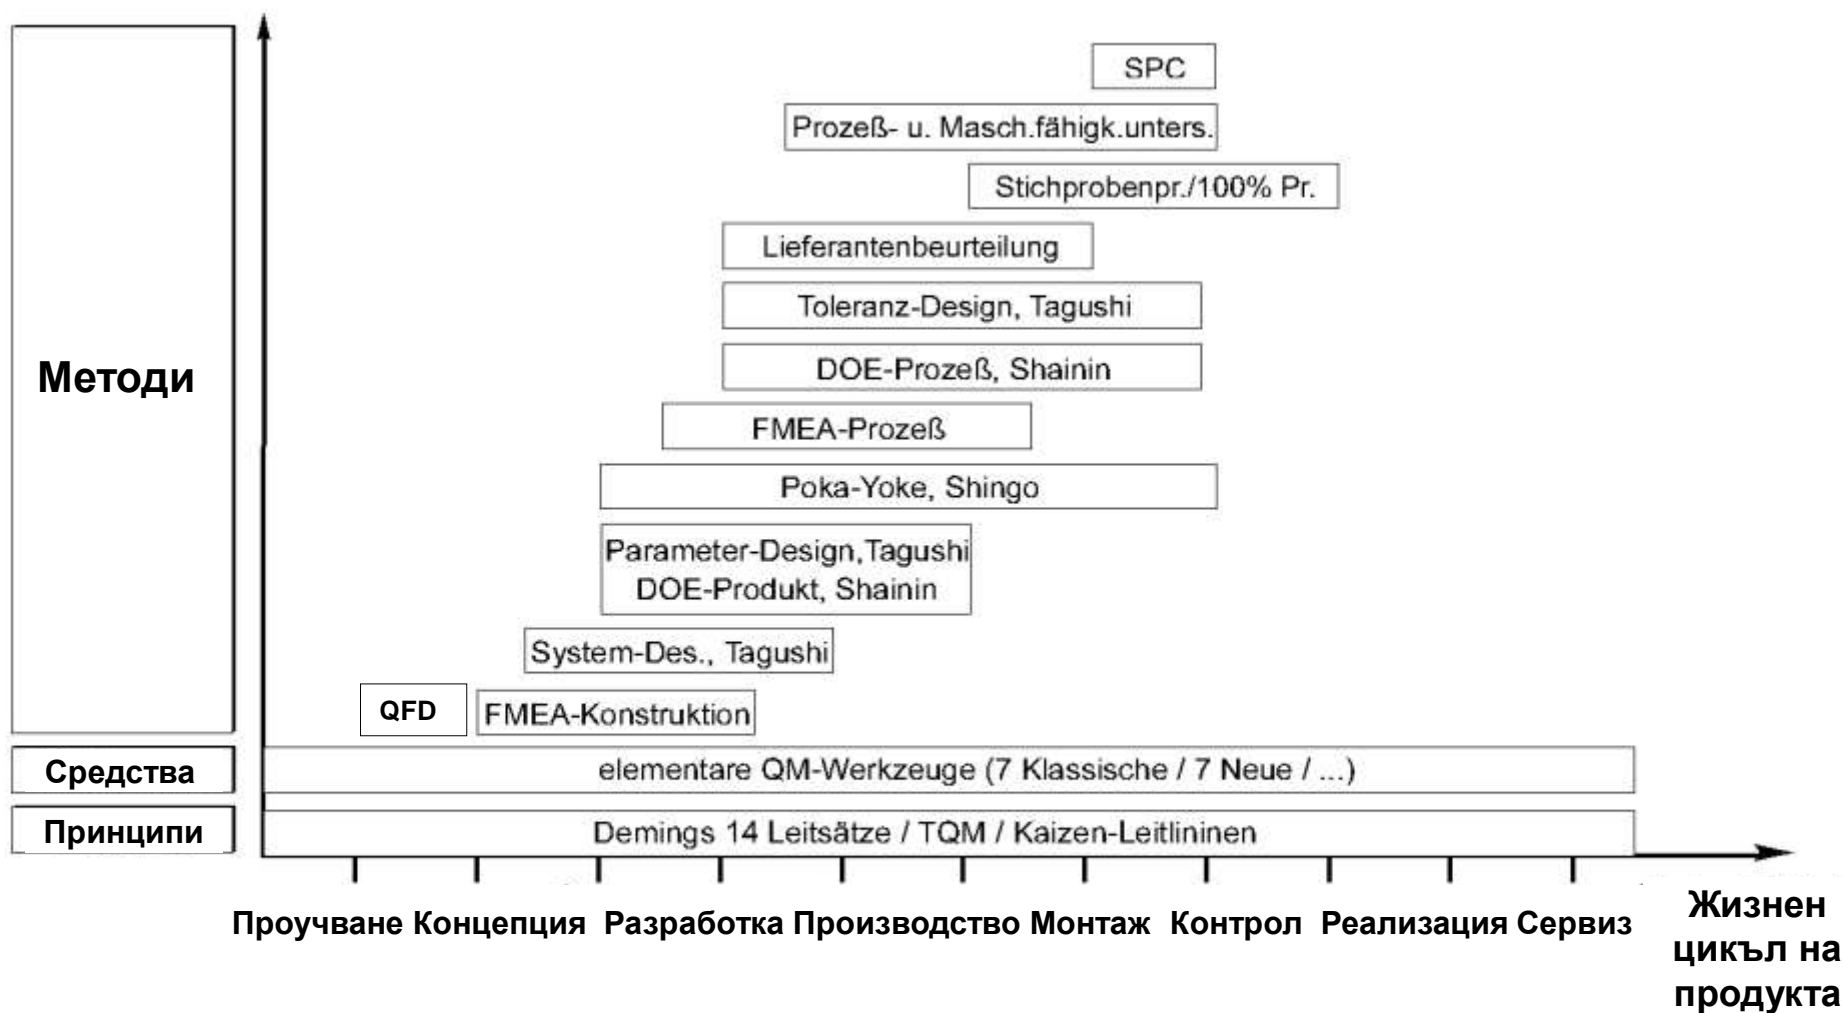 SPC
Prozeß- u. Masch.fähigk.unters.
Stichprobenpr./100% Pr.
Lieferantenbeurteilung
Toleranz-Design, Tagushi
Методи
DOE-Prozeß, Shainin
FMEA-Prozeß
Poka-Yoke, Shingo
Parameter-Design,Tagushi
DOE-Produkt, Shainin
System-Des., Tagushi
QFD
FMEA-Konstruktion
Средства
elementare QM-Werkzeuge (7 Klassische / 7 Neue / ...)
Принципи
Demings 14 Leitsätze / TQM / Kaizen-Leitlininen
Проучване Концепция Разработка Производство Монтаж Контрол Реализация Сервиз
Жизнен
цикъл на
продукта